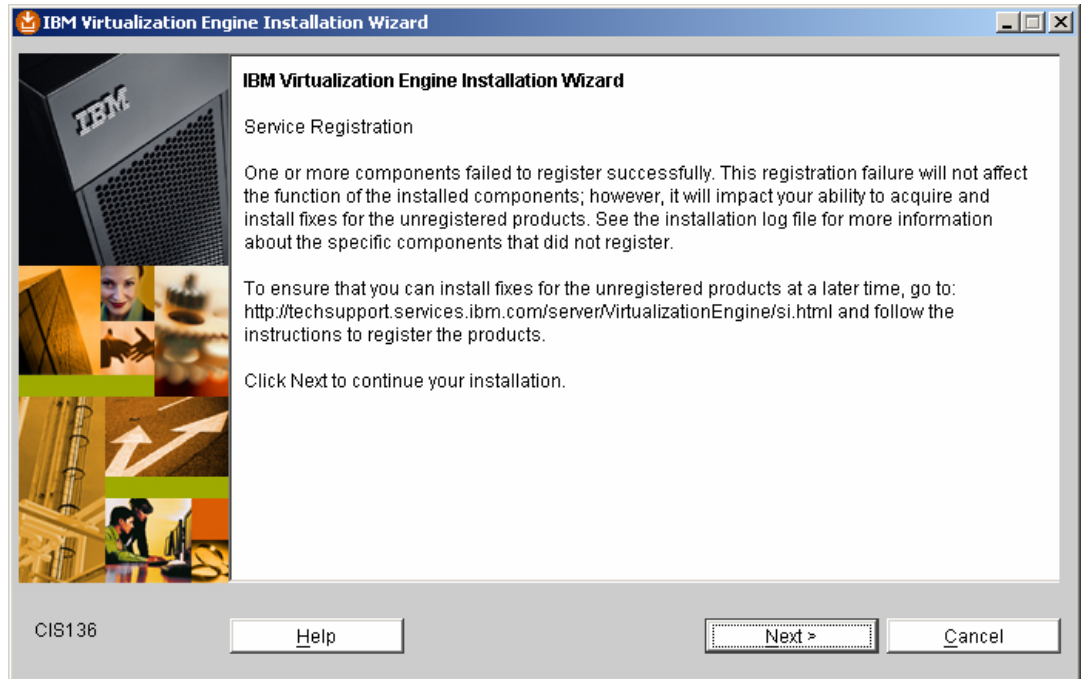 IBM Virtualization Engine Installation Wizard
IBM
IBM Virtualization Engine Installation Wizard
Service Registration
One or more components failed to register successfully. This registration failure will not affect
the function of the installed components; however, it will impact your ability to acquire and
install fixes for the unregistered products. See the installation log file for more information
about the specific components that did not register.
To ensure that you can install fixes for the unregistered products at a later time, go to:
http://techsupport.services.ibm.com/server/VirtualizationEngine/si.html and follow the
instructions to register the products.
Click Next to continue your installation.
CIS136
Help
Next >
Cancel